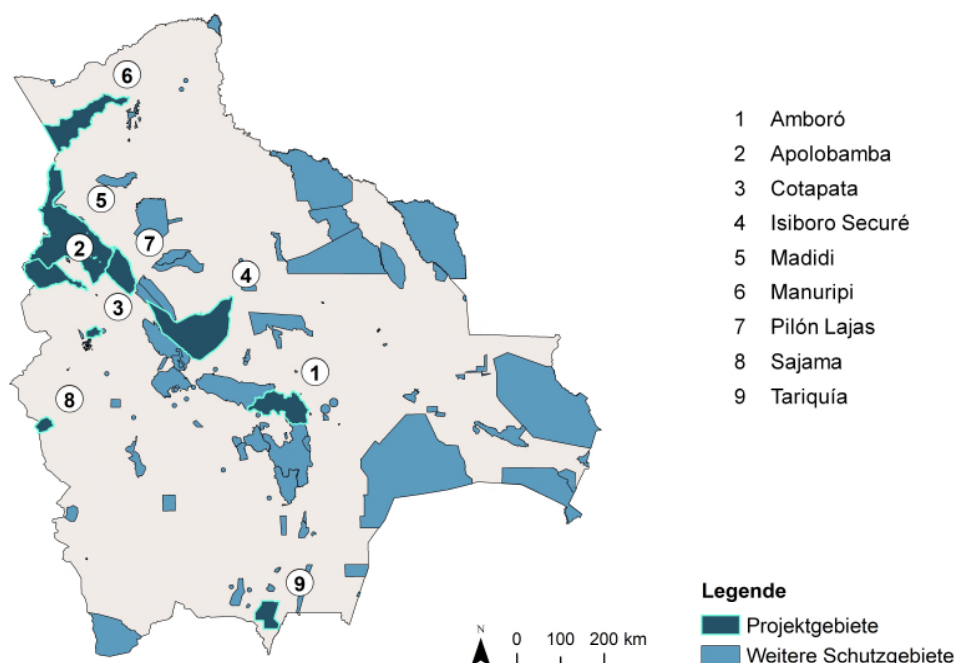 6
5
7
2
4
3
1
8
9
1 Amboró
2 Apolobamba
3 Cotapata
4 Isiboro Securé
5 Madidi
6 Manuripi
7 Pilón Lajas
8 Sajama
9 Tariquía
Legende
Projektgebiete
Weitere Schutzgebiete
N
0 100 200 km